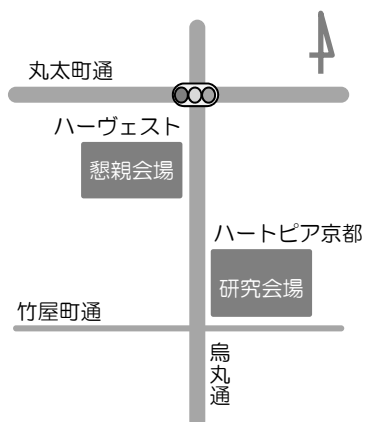 丸太町通
ハーヴェスト
懇親会場
ハートピア京都
研究会場
竹屋町通
烏丸通